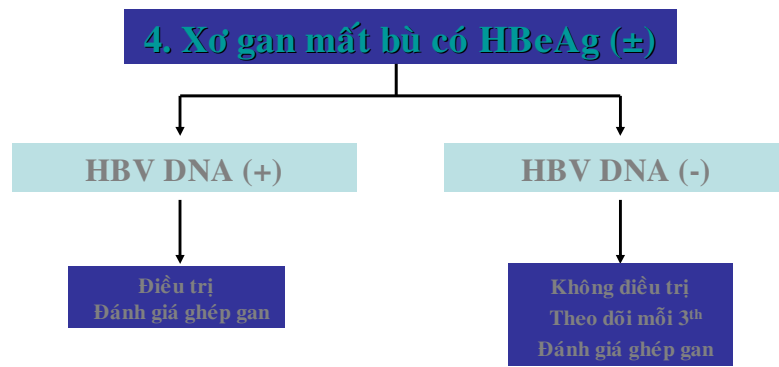 4. Xơ gan mất bù có HBeAg (±)
HBV DNA (+)
HBV DNA (-)
Điều trị
Đánh giá ghép gan
Không điều trị
Theo dõi mỗi 3th
Đánh giá ghép gan